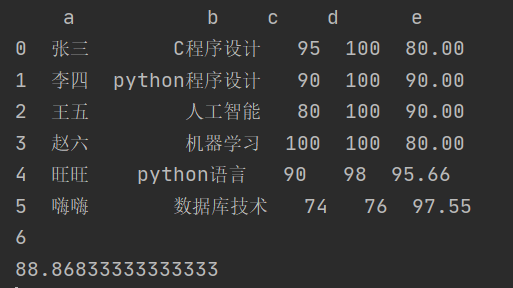 a b c d e
0 张三 C程序设计 95 100 80.00
1 李四 python程序设计 90 100 90.00
2 王五 人工智能 80 100 90.00
3 赵六 机器学习 100 100 80.00
4 旺旺 python语言 90 98 95.66
5 嗨嗨 数据库技术 74 76 97.55
6
88.86833333333333